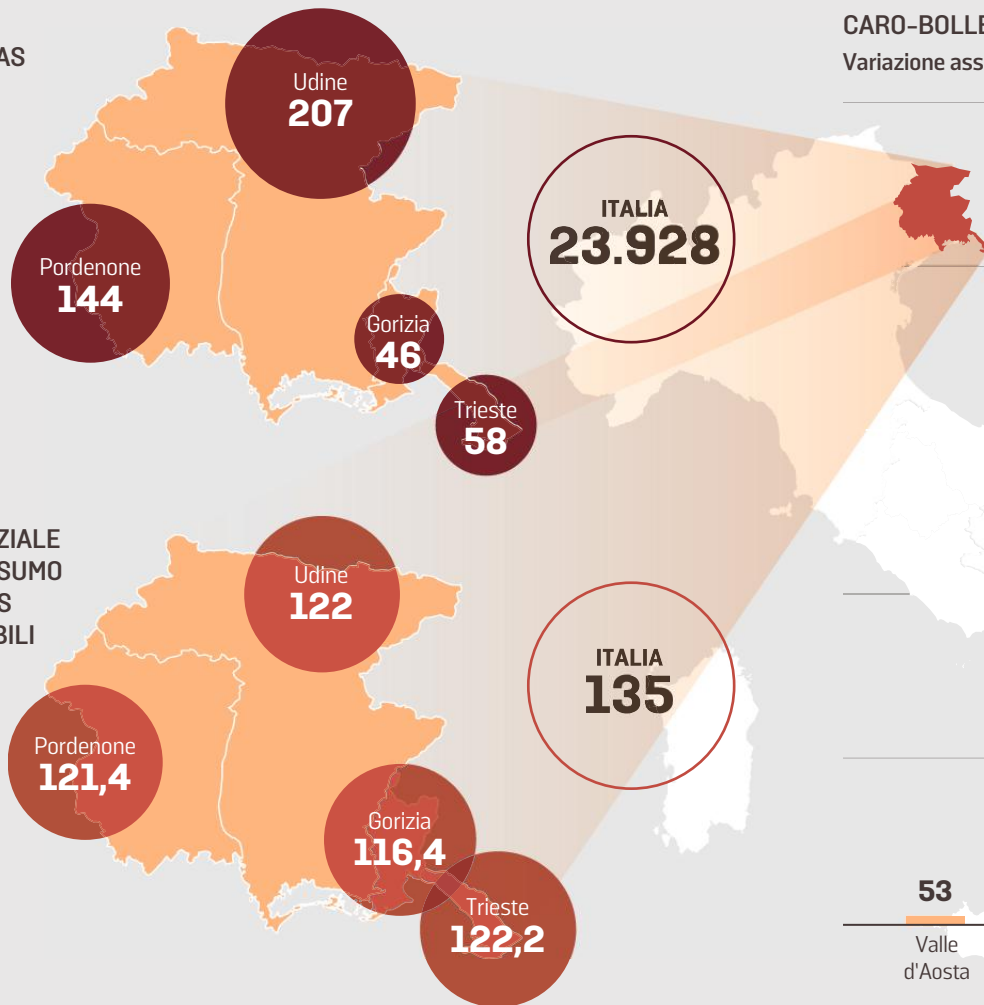 AS
Udine
207
Pordenone
144
Gorizia
46
Trieste
58
ITALIA
23.928
CARO-BOLLE
Variazione ass
ZIALE
SUMO
S
BILI
Udine
122
Pordenone
121,4
Gorizia
116,4
Trieste
122,2
ITALIA
135
53
Valle
d'Aosta